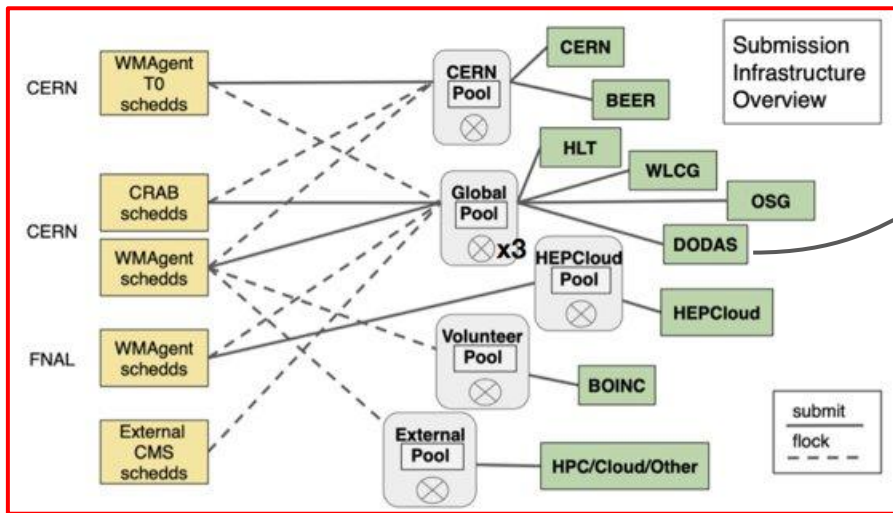 Submission
Infrastructure
Overview
CERN
WMAgent
T0
schedds
CERN
Pool
CERN
BEER
CERN
CRAB
schedds
WMAgent
schedds
Global
Pool
x3
HLT
WLCG
OSG
DODAS
HEPCloud
Pool
HEPCloud
FNAL
WMAgent
schedds
Volunteer
Pool
BOINC
External
CMS
schedds
External
Pool
HPC/Cloud/Other
submit
flock